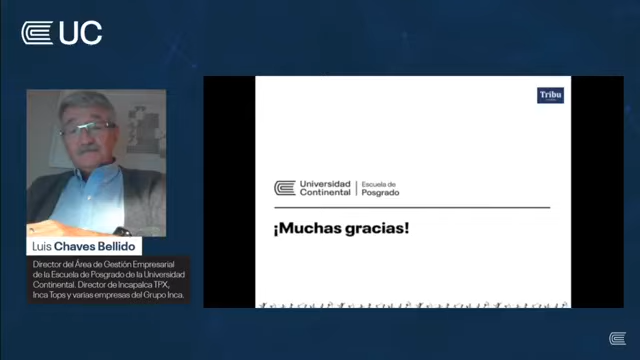 UC
Tribu
Universidad
Continental
Escuela de
Posgrado
¡Muchas gracias!
Luis Chaves Bellido
Director del Área de Gestión Empresarial
de la Escuela de Posgrado de la Universidad
Continental. Director de Incapalca TPX,
Inca Tops y varias empresas del Grupo Inca.